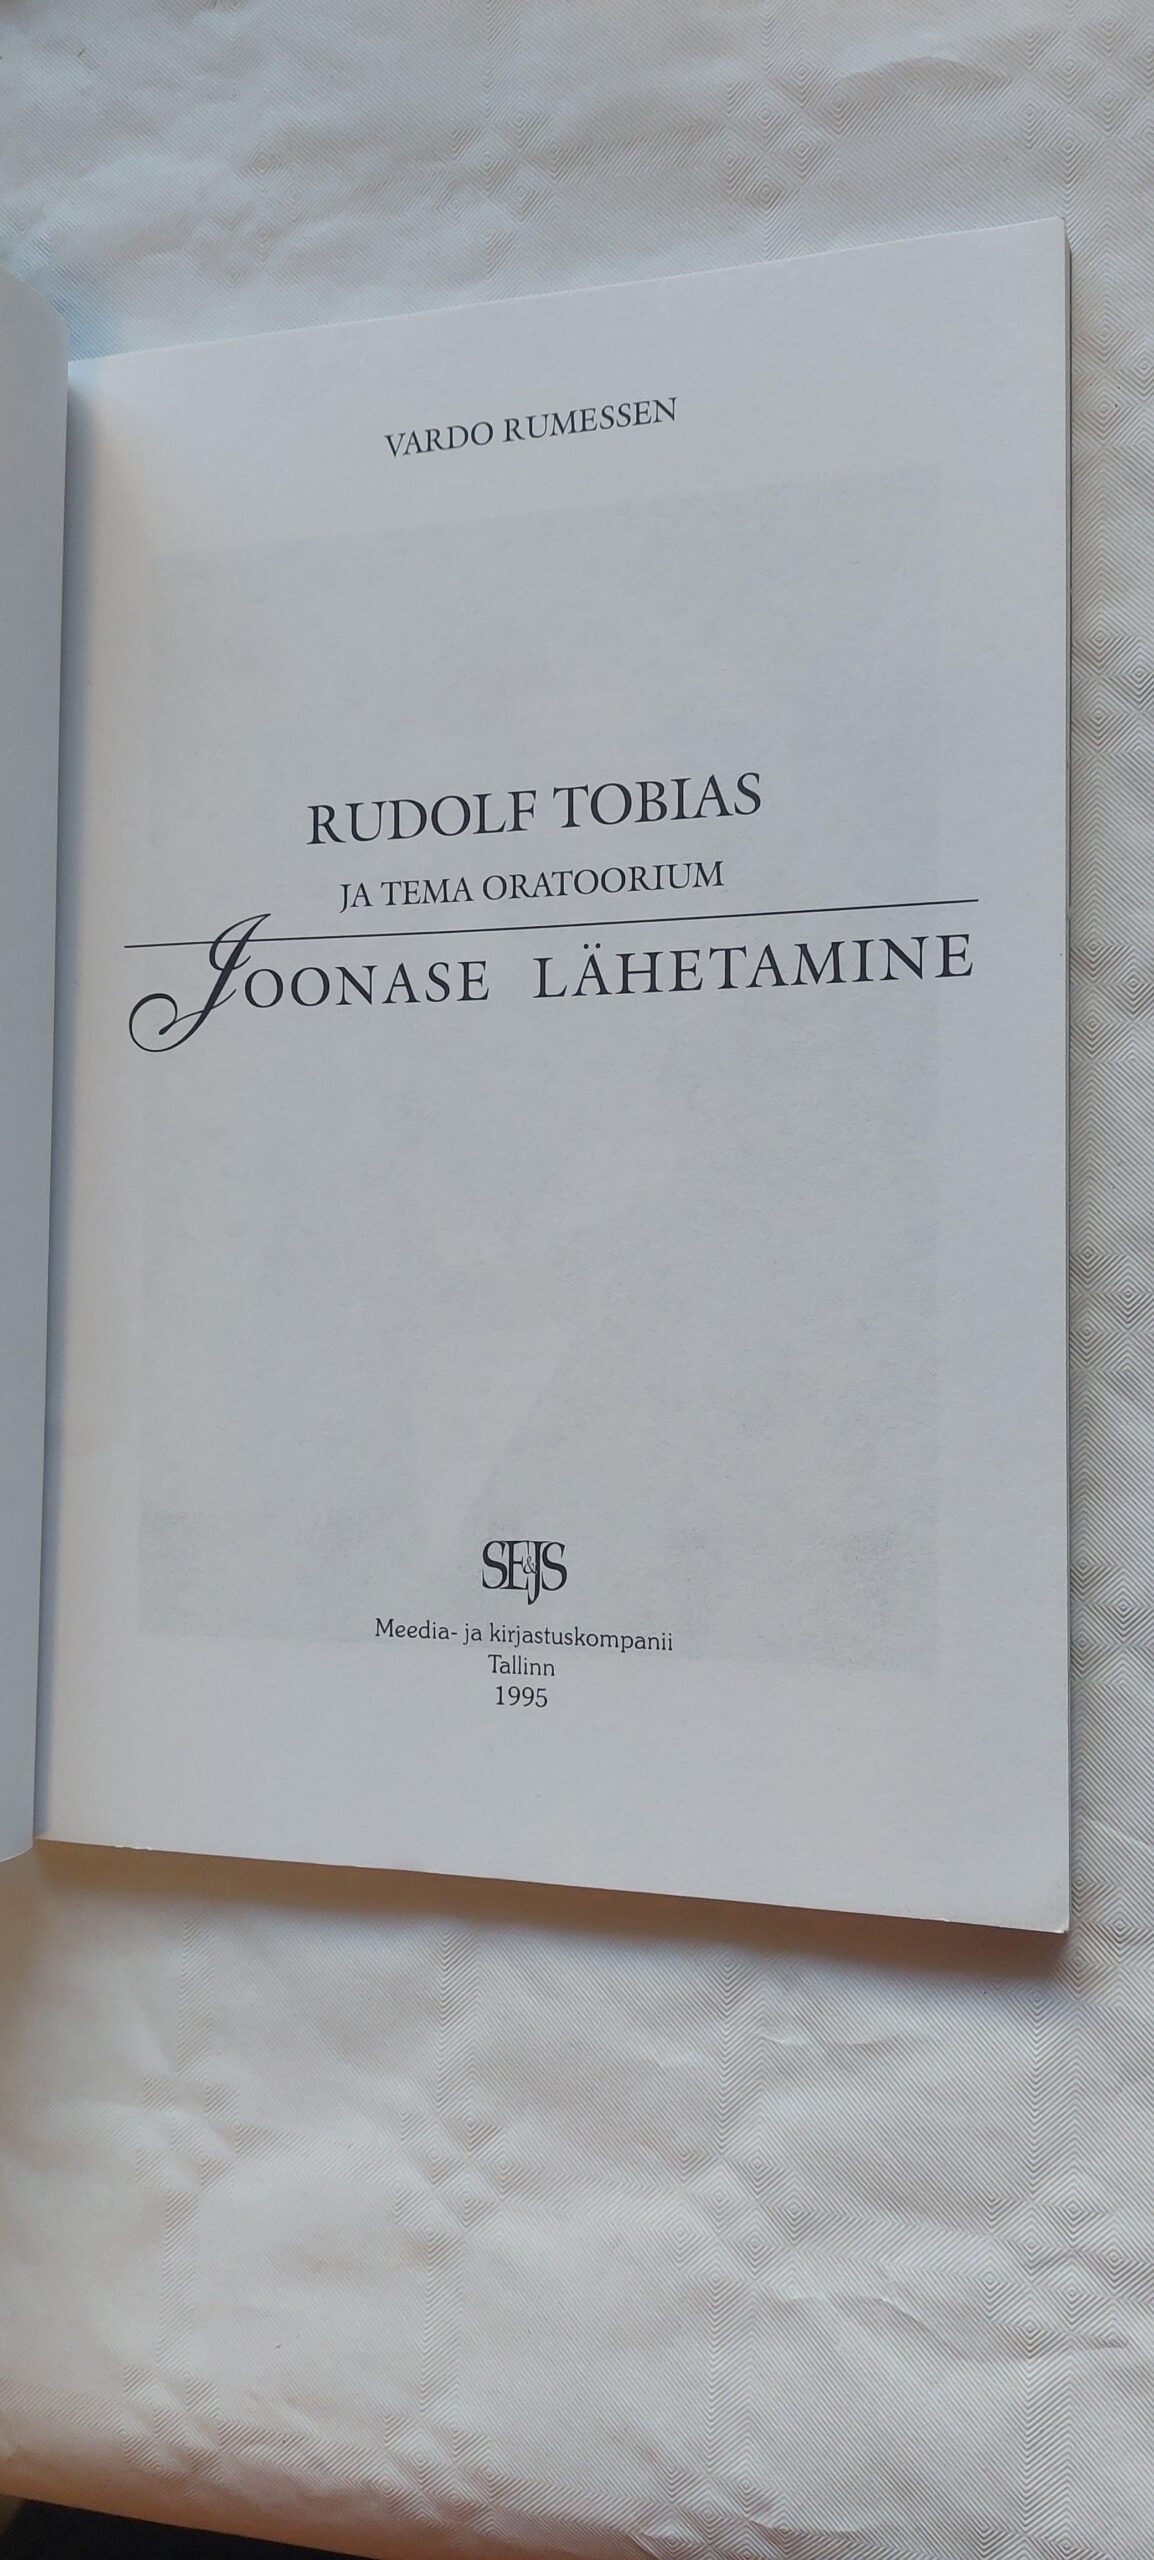 VARDO RUMESSEN
RUDOLF TOBIAS
JA TEMA ORATOORIUM
JOONASE LÄHETAMINE
SE&JS
Meedia- ja kirjastuskompanii
Tallinn
1995